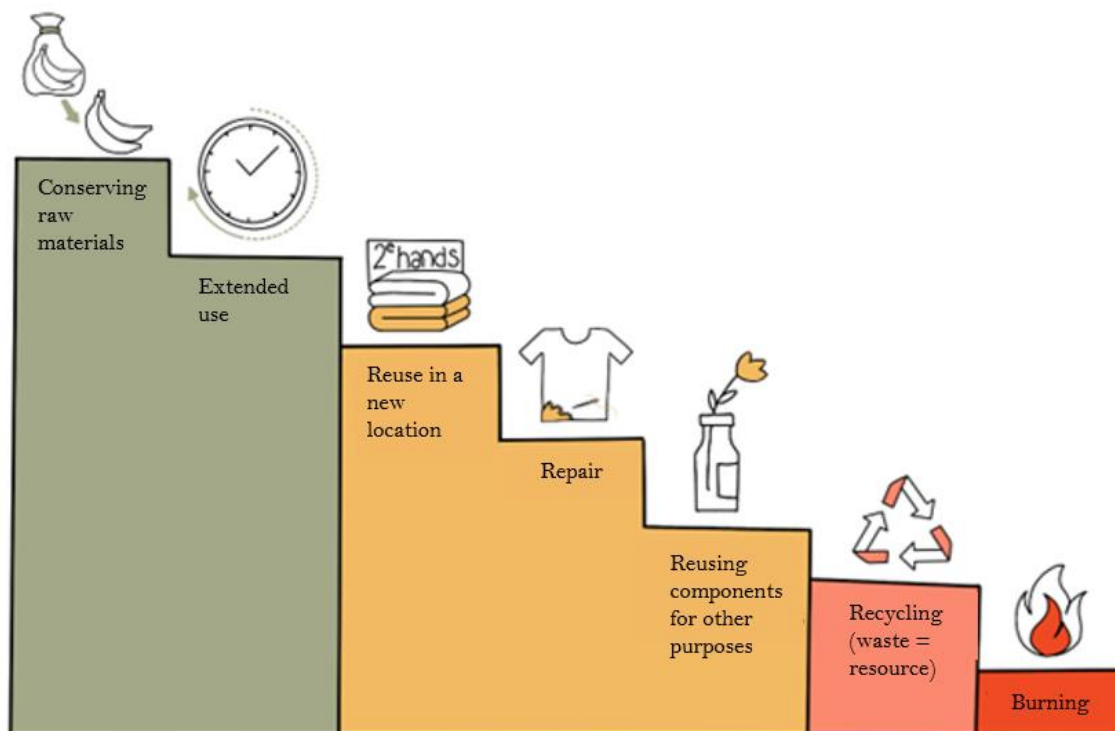 Conserving
raw
materials
Extended
use
2e hands
Reuse in a
new
location
Repair
Reusing
components
for other
purposes
Recycling
(waste =
resource)
Burning